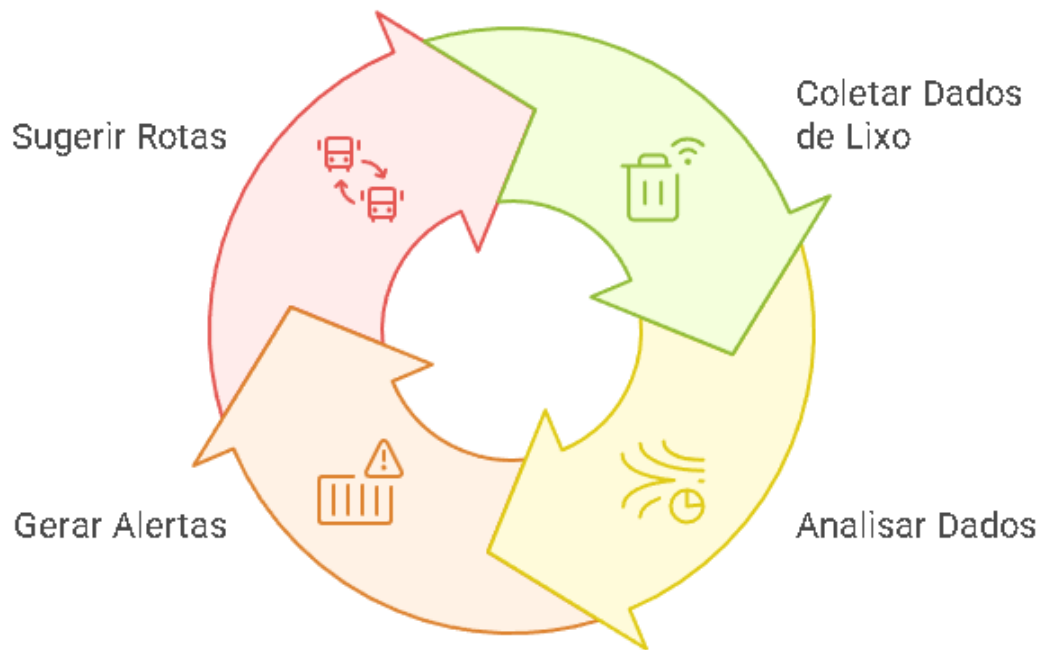 Sugerir Rotas
Coletar Dados
de Lixo
Gerar Alertas
Analisar Dados